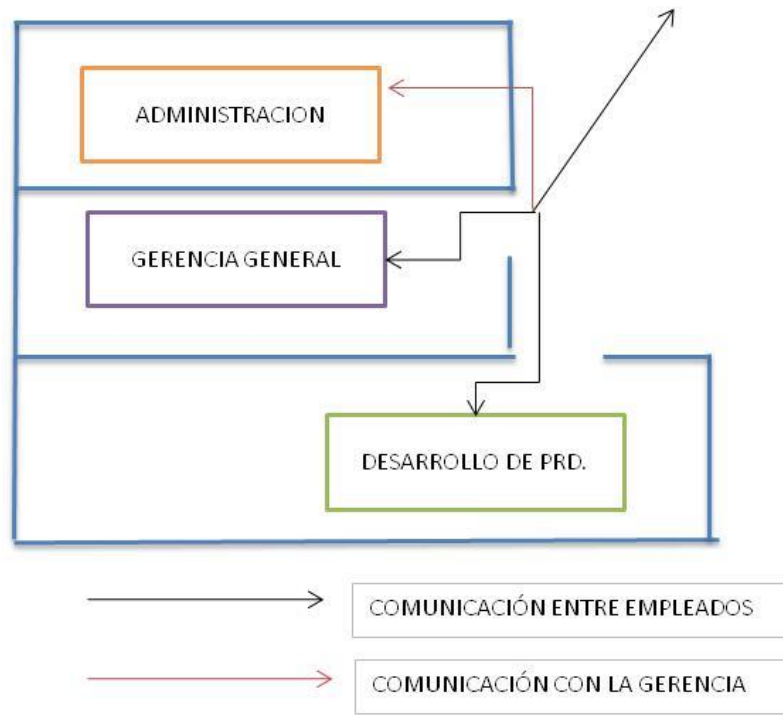 ADMINISTRACION
GERENCIA GENERAL
DESARROLLO DE PRD.
COMUNICACIÓN ENTRE EMPLEADOS
COMUNICACIÓN CON LA GERENCIA